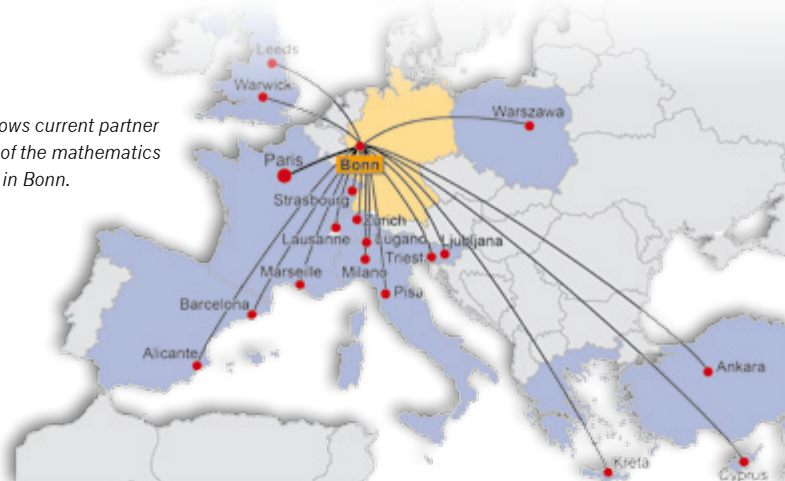 Leeds
Warwick
ows current partner
of the mathematics
in Bonn.
Warszawa
Paris
Bonn
Strasbourg
Zürich
Lausanne
Lugano
Ljubljana
Triest
Marseille
Milano
Pisa
Barcelona
Alicante
Ankara
Kreta
Cyprus